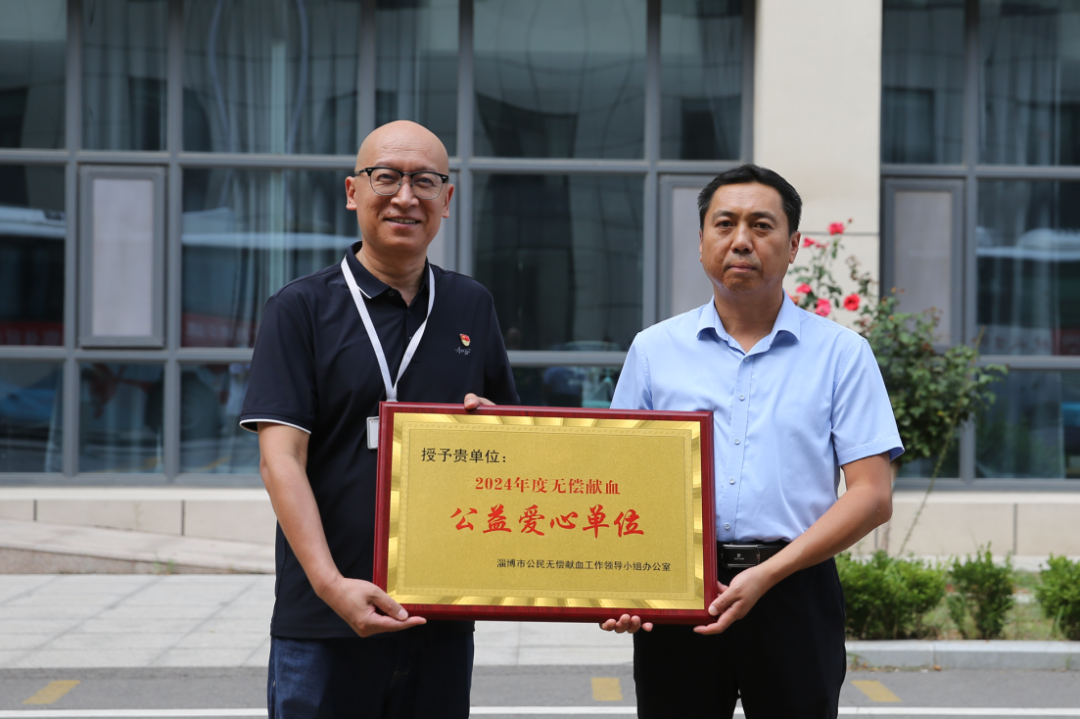 授予贵单位：
2024年度无偿献血
公益爱心单位
淄博市公民无偿献血工作领导小组办公室